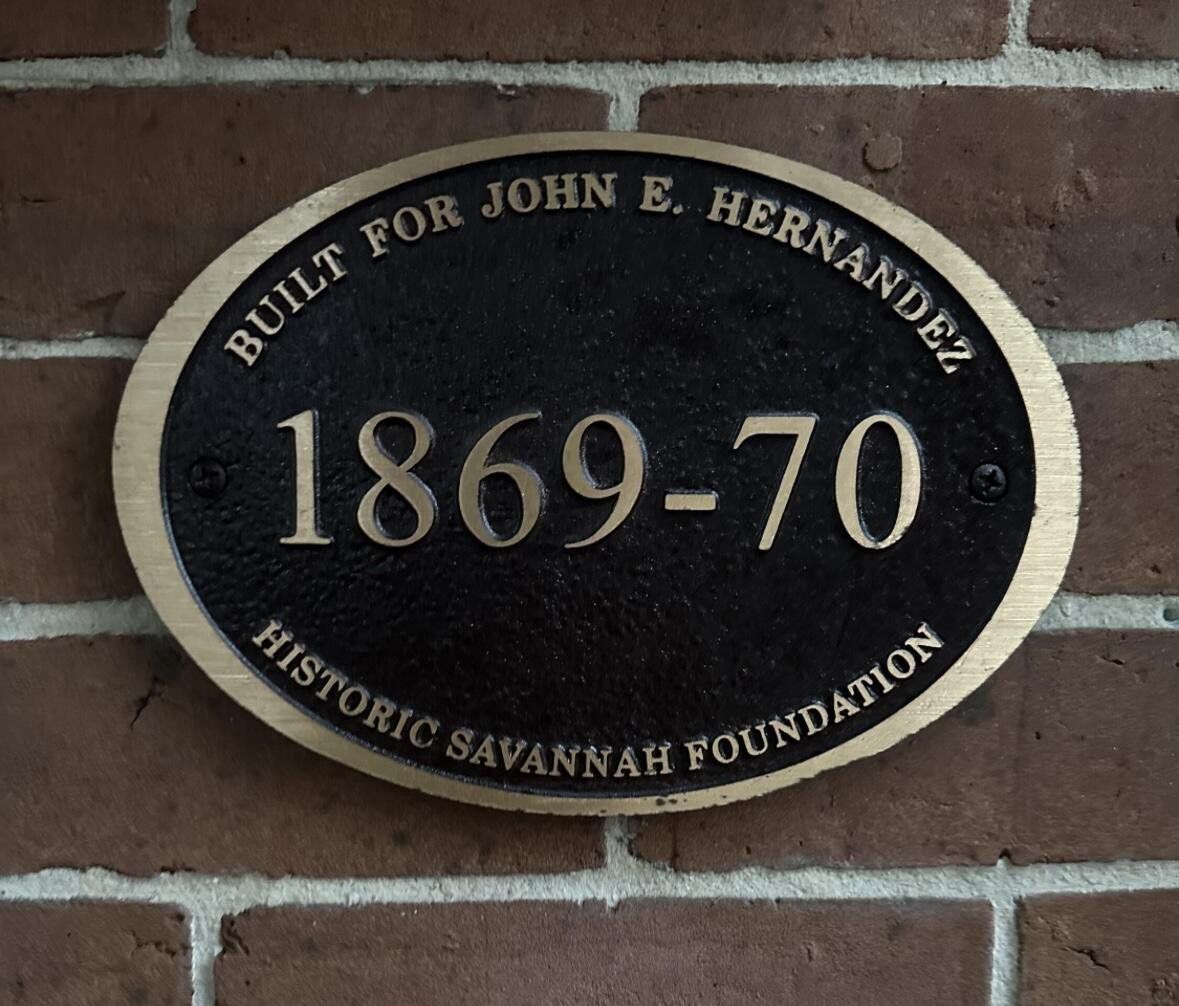 BUILT FOR JOHN E. HERNANDEZ
1869-70
HISTORIC SAVANNAH FOUNDATION